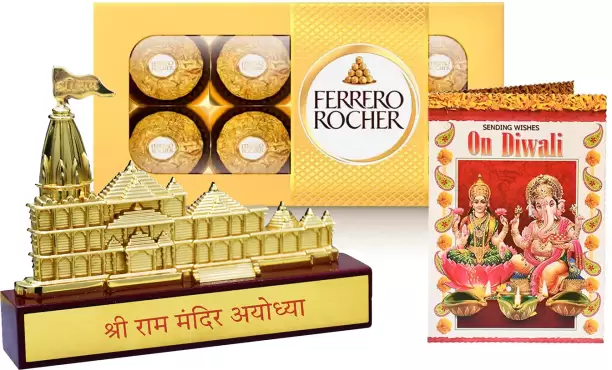 FERRERO
ROCHER
SENDING WISHES
On Diwali
श्री राम मंदिर अयोध्या